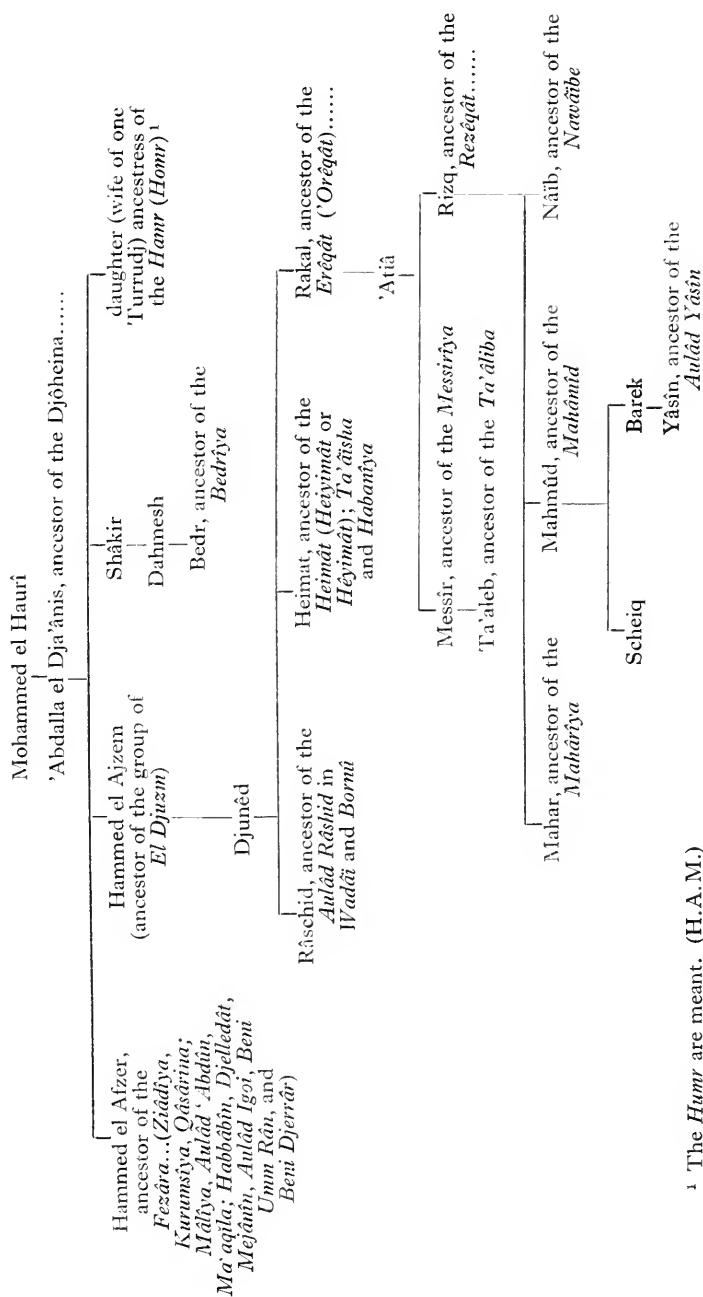 Mohammed el Haurî
'Abdalla el Dja'ânis, ancestor of the Djôheina......
Hammed el Afzer,
ancestor of the
Fezâra...(Ziâdîya,
Kurumsîya, Qâsârina;
Mâlîya, Aulâd 'Abdûn,
Ma'aqîla; Habbâbîn, Djelledât,
Mejânîn, Aulâd Igoi, Beni
Umm Rân, and
Beni Djerrâr)
Hammed el Ajzem
(ancestor of the group of
El Djuzm)
Shâkir
Dahmesh
Bedr, ancestor of the
Bedrîya
daughter (wife of one
Turrudj) ancestress of
the Hamr (Homr)¹
Djunêd
Râschid, ancestor of the
Aulâd Râshid in
Wadâi and Bornû
Heimat, ancestor of the
Heimât (Heiyimât or
Hêyimât); Ta'âïsha
and Habanîya
Rakal, ancestor of the
Erêqât ('Orêqât)......
'Atiâ
Messîr, ancestor of the Messirîya
Ta'aleb, ancestor of the Ta'âliba
Rizq, ancestor of the
Rezêqât......
Mahar, ancestor of the
Mahârîya
Mahmûd, ancestor of the
Mahâmîd
Nâïb, ancestor of the
Nawâïbe
Scheiq
Barek
Yâsîn, ancestor of the
Aulâd Yâsîn
¹ The Humr are meant. (H.A.M.)